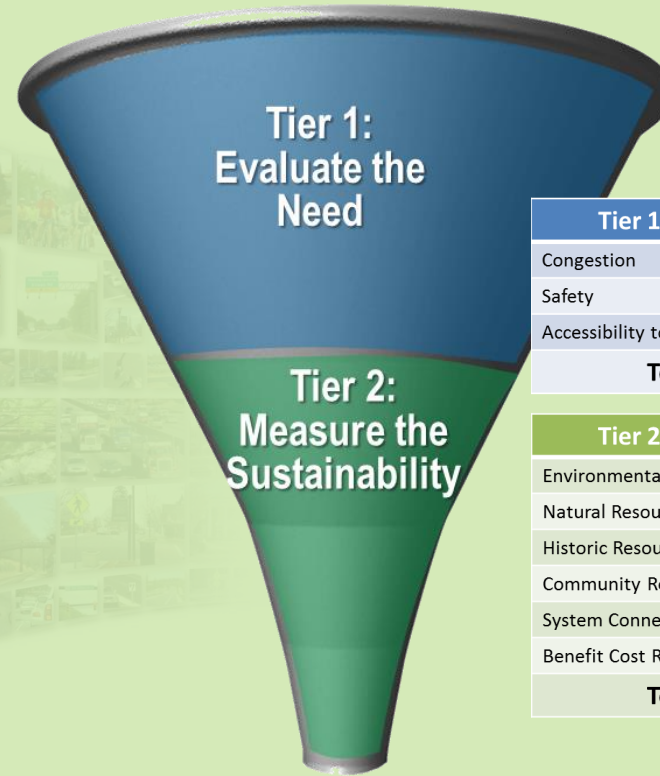 Tier 1:
Evaluate the
Need
Tier 2:
Measure the
Sustainability
Tier 1
Congestion
Safety
Accessibility
Tier 2
Natural
Historic
Community
System
Benefit Cost